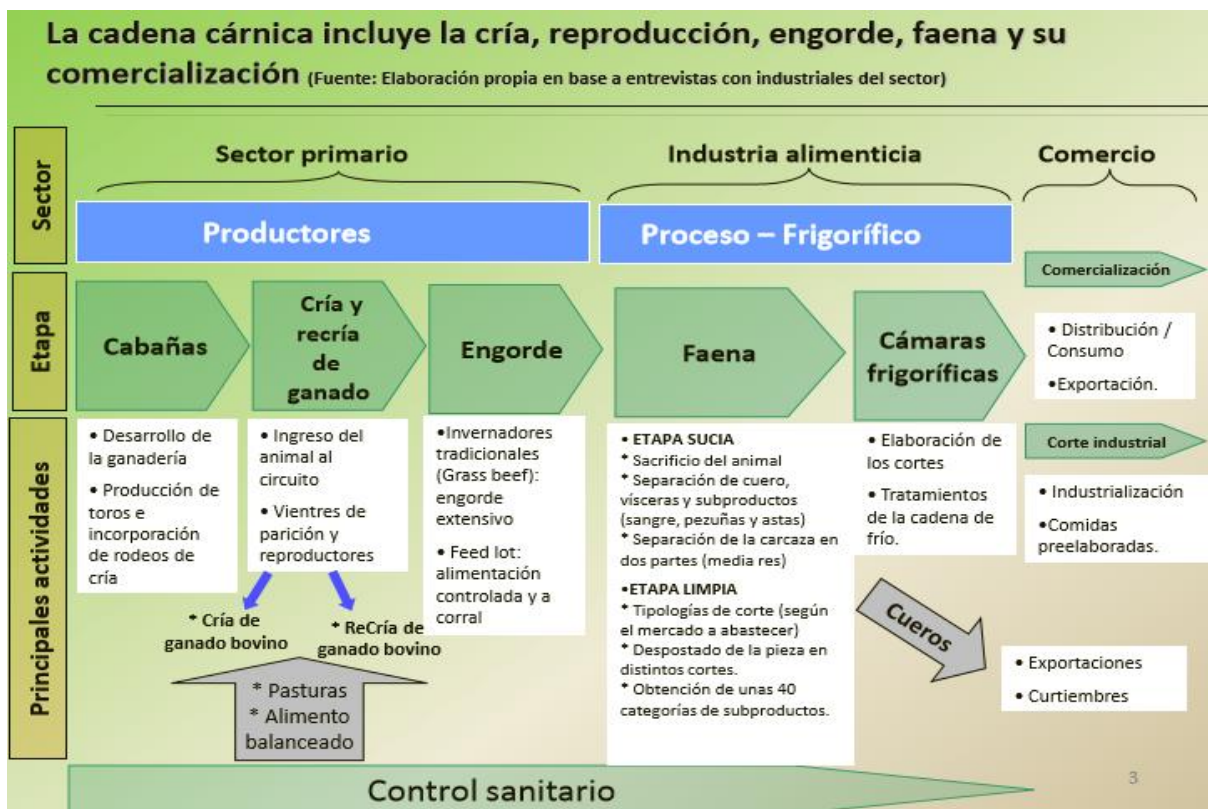 La cadena cárnica incluye la cría, reproducción, engorde, faena y su
comercialización (Fuente: Elaboración propia en base a entrevistas con industriales del sector)
Sector
Sector primario
Industria alimenticia
Comercio
Productores
Proceso – Frigorífico
Comercialización
Etapa
Cabañas
Cría y
recría
de
ganado
Engorde
Faena
Cámaras
frigoríficas
• Distribución /
Consumo
•Exportación.
Principales actividades
• Desarrollo de
la ganadería
• Producción de
toros e
incorporación
de rodeos de
cría
• Ingreso del
animal al
circuito
• Vientres de
parición y
reproductores
* Cría de
ganado bovino
* ReCría de
ganado bovino
* Pasturas
* Alimento
balanceado
•Invernadores
tradicionales
(Grass beef):
engorde
extensivo
• Feed lot:
alimentación
controlada y a
corral
• ETAPA SUCIA
* Sacrificio del animal
* Separación de cuero,
vísceras y subproductos
(sangre, pezuñas y astas)
* Separación de la carcaza en
dos partes (media res)
•ETAPA LIMPIA
* Tipologías de corte (según
el mercado a abastecer)
* Despostado de la pieza en
distintos cortes.
* Obtención de unas 40
categorías de subproductos.
• Elaboración de
los cortes
• Tratamientos
de la cadena de
frío.
Corte industrial
• Industrialización
•Comidas
preelaboradas.
Cueros
• Exportaciones
• Curtiembres
Control sanitario
3